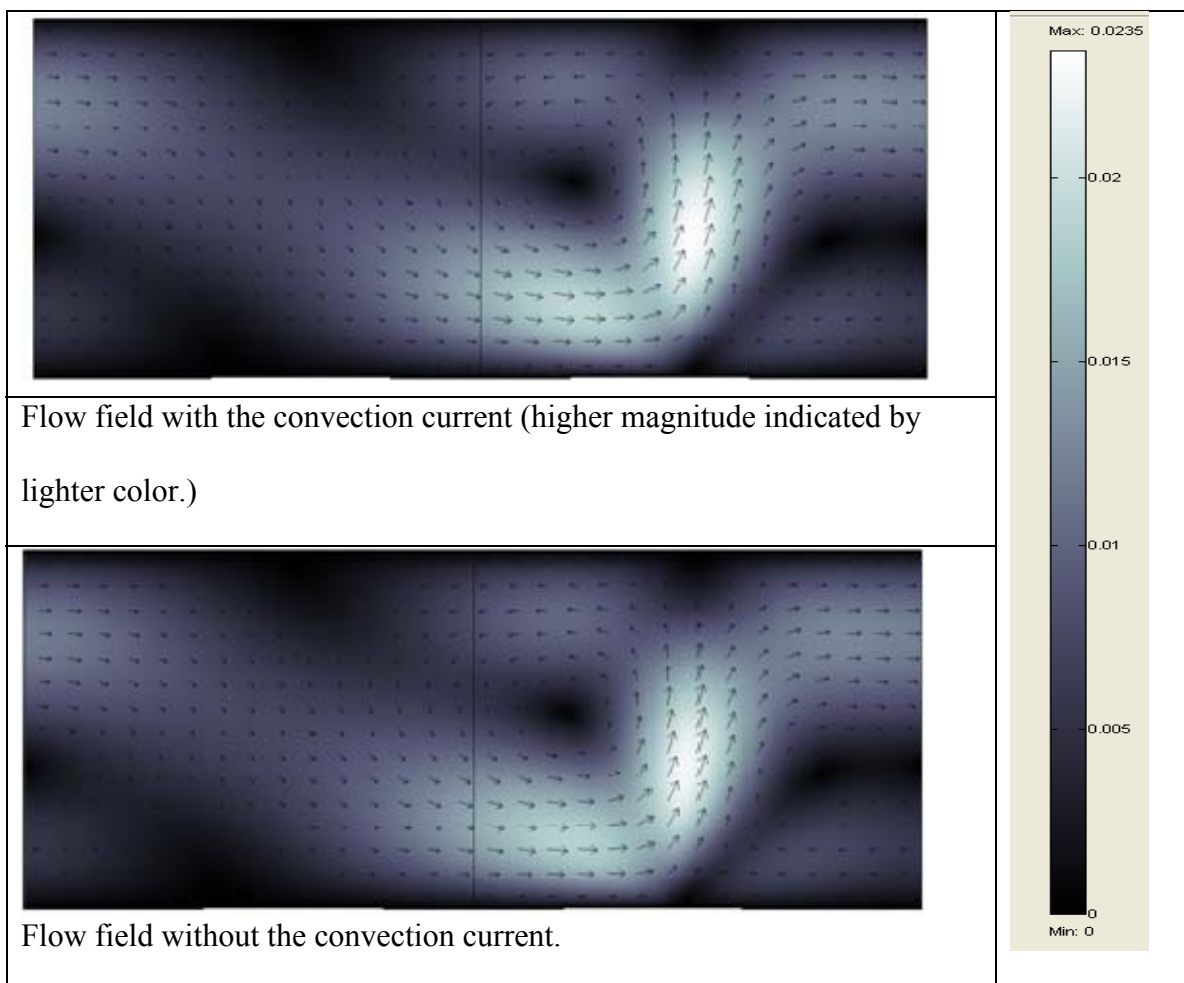 Flow field with the convection current (higher magnitude indicated by
lighter color.)
Flow field without the convection current.
Max: 0.0235
0.02
0.015
0.01
0.005
0
Min: 0